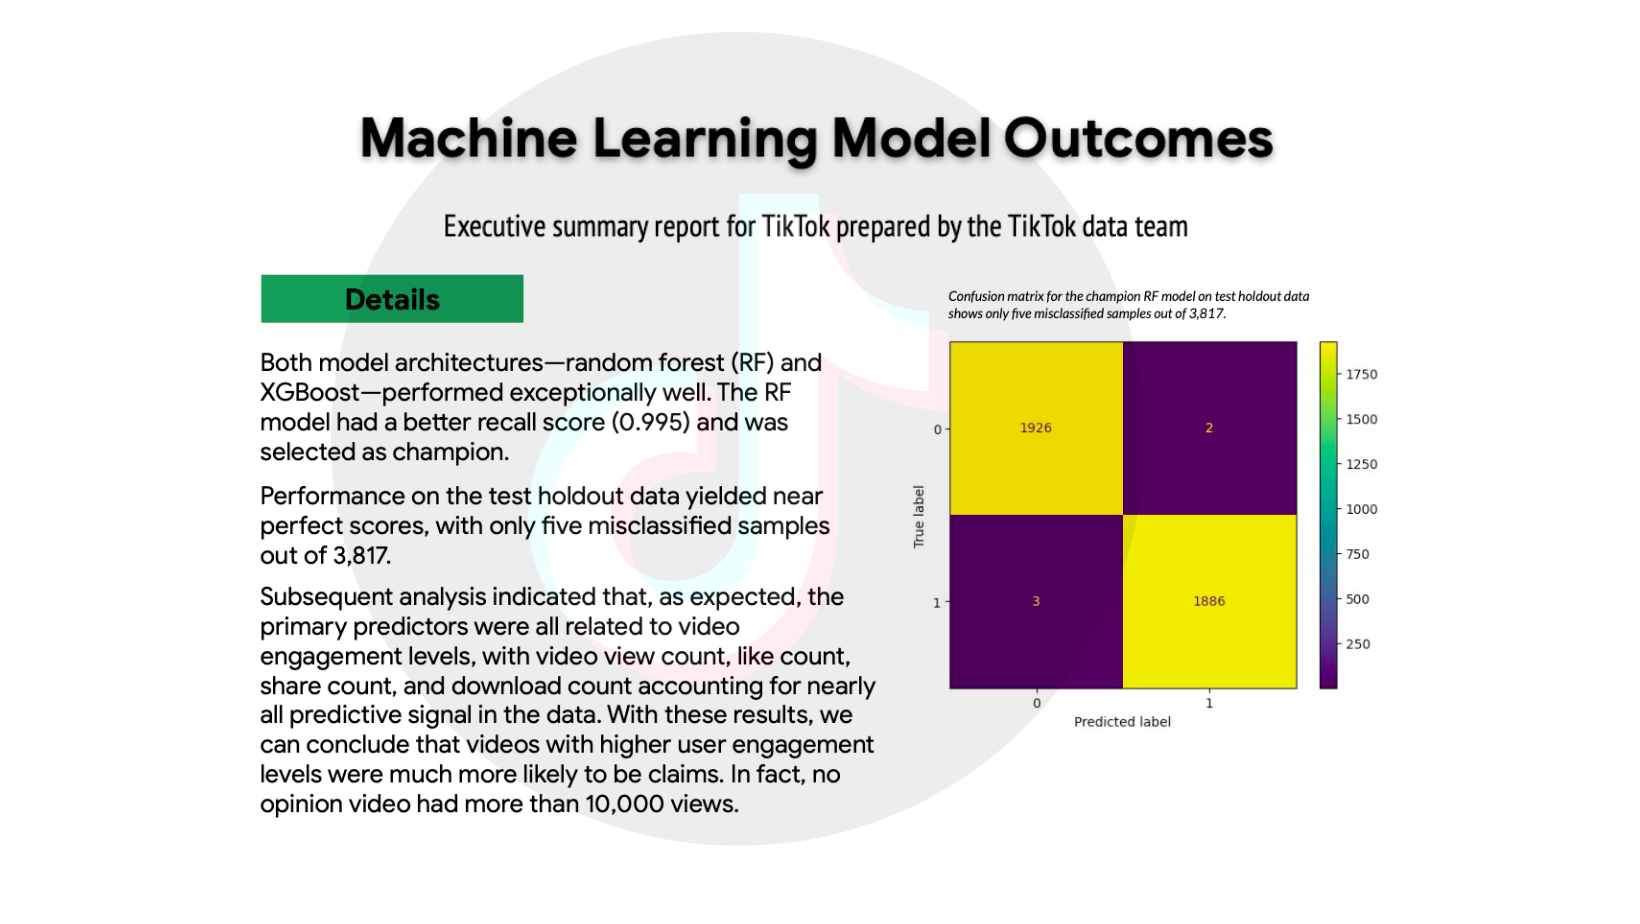 Machine Learning Model Outcomes
Executive summary report for TikTok prepared by the TikTok data team
Details
Both model architectures—random forest (RF) and
XGBoost—performed exceptionally well. The RF
model had a better recall score (0.995) and was
selected as champion.
Performance on the test holdout data yielded near
perfect scores, with only five misclassified samples
out of 3,817.
Subsequent analysis indicated that, as expected, the
primary predictors were all related to video
engagement levels, with video view count, like count,
share count, and download count accounting for nearly
all predictive signal in the data. With these results, we
can conclude that videos with higher user engagement
levels were much more likely to be claims. In fact, no
opinion video had more than 10,000 views.
Confusion matrix for the champion RF model on test holdout data
shows only five misclassified samples out of 3,817.
True label
0
1
1926
2
3
1886
0
1
Predicted label
1750
1500
1250
1000
750
500
250